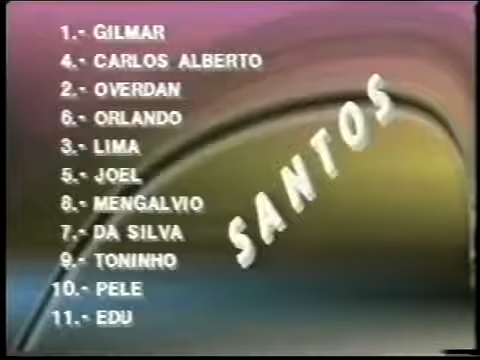 1.- GILMAR
4.- CARLOS ALBERTO
2.- OVERDAN
6.- ORLANDO
3.- LIMA
5.- JOEL
8.- MENGALVIO
7.- DA SILVA
9.- TONINHO
10.- PELE
11.- EDU
SANTOS